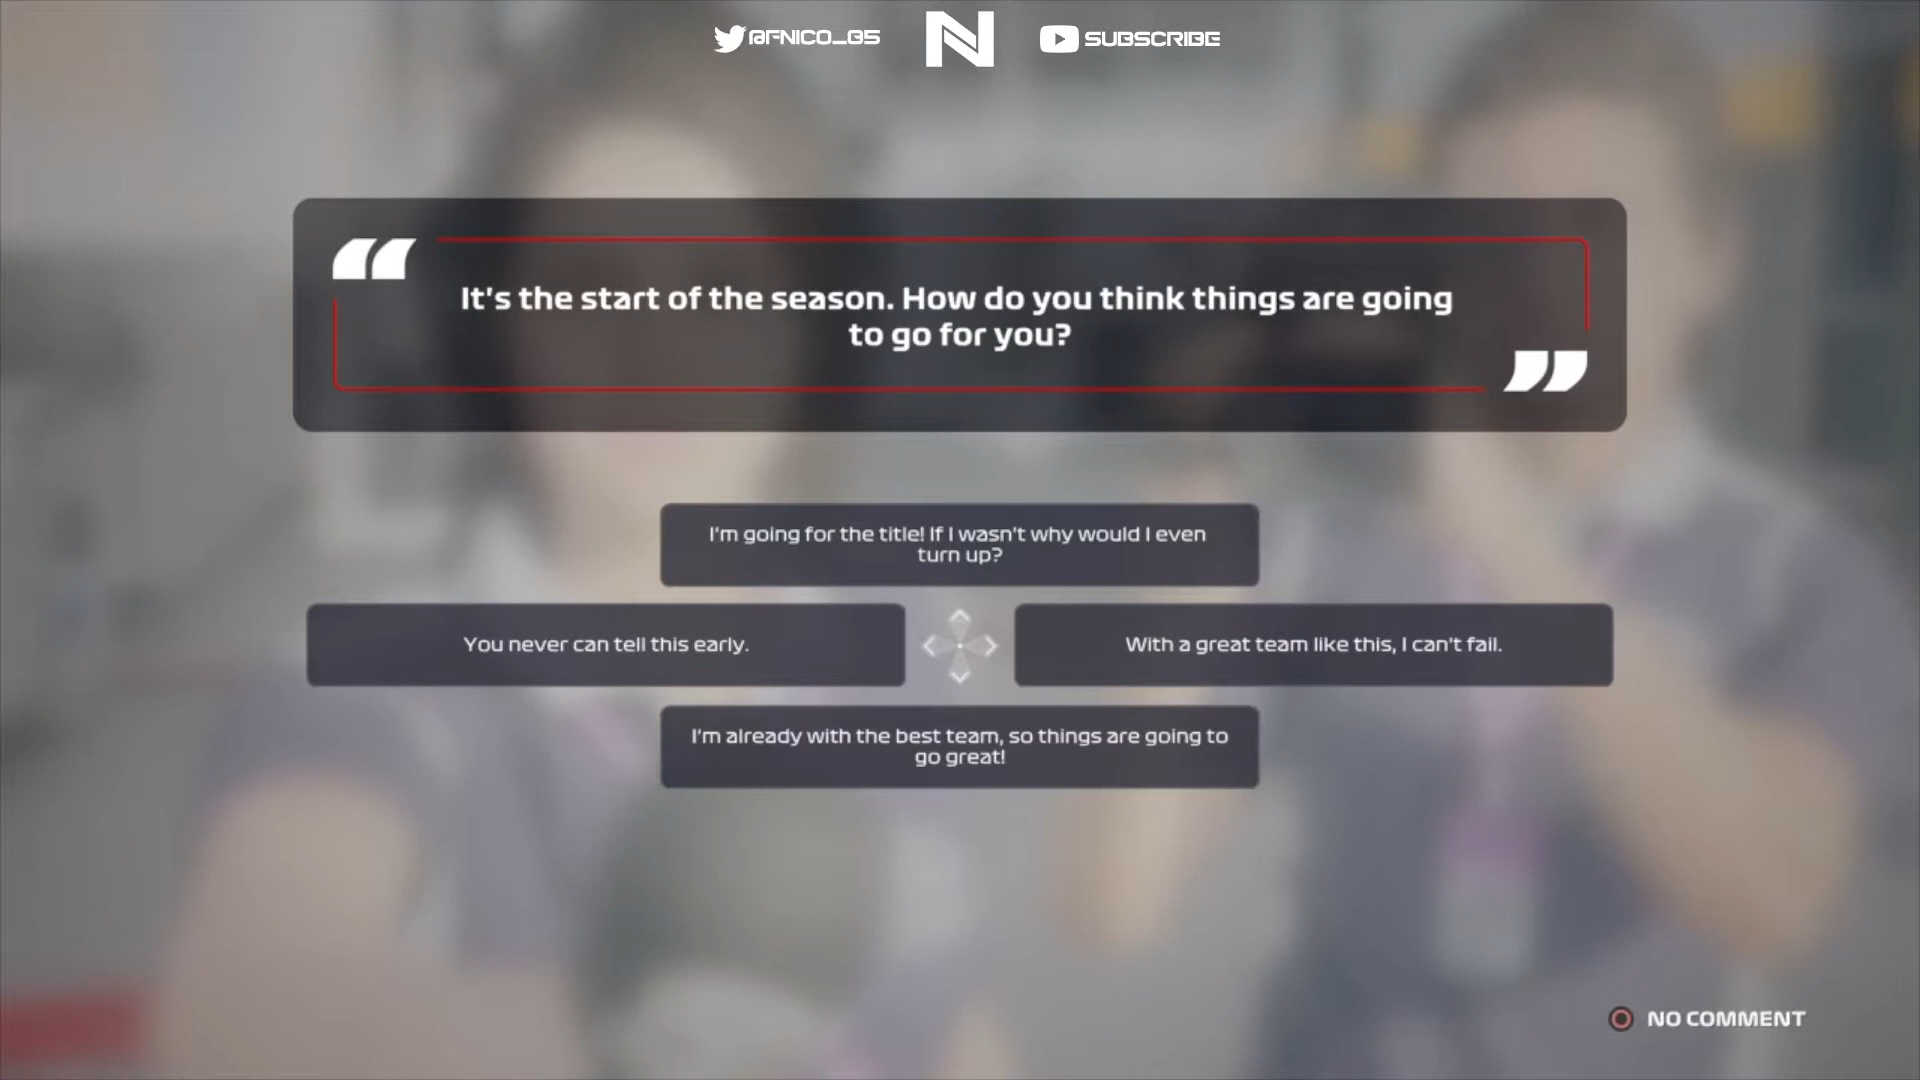 @FNICO_85 N SUBSCRIBE
It's the start of the season. How do you think things are going
to go for you?
I'm going for the title! If I wasn't why would I even
turn up?
You never can tell this early.
With a great team like this, I can't fail.
I'm already with the best team, so things are going to
go great!
NO COMMENT